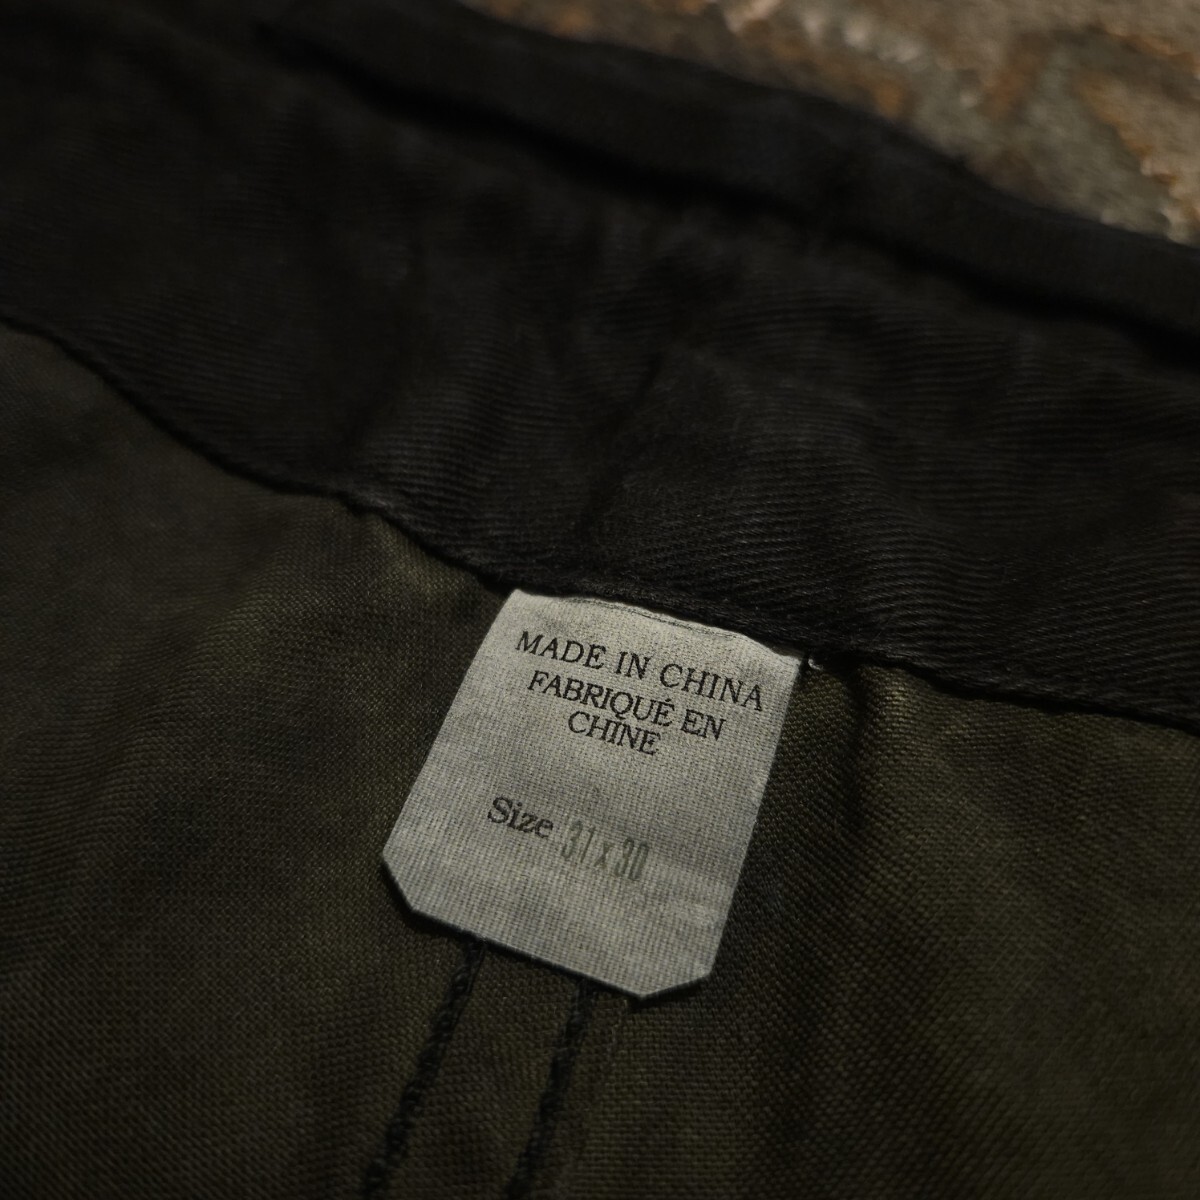 MADE IN CHINA
FABRIQUÉ EN
CHINE
Size 31 x 30